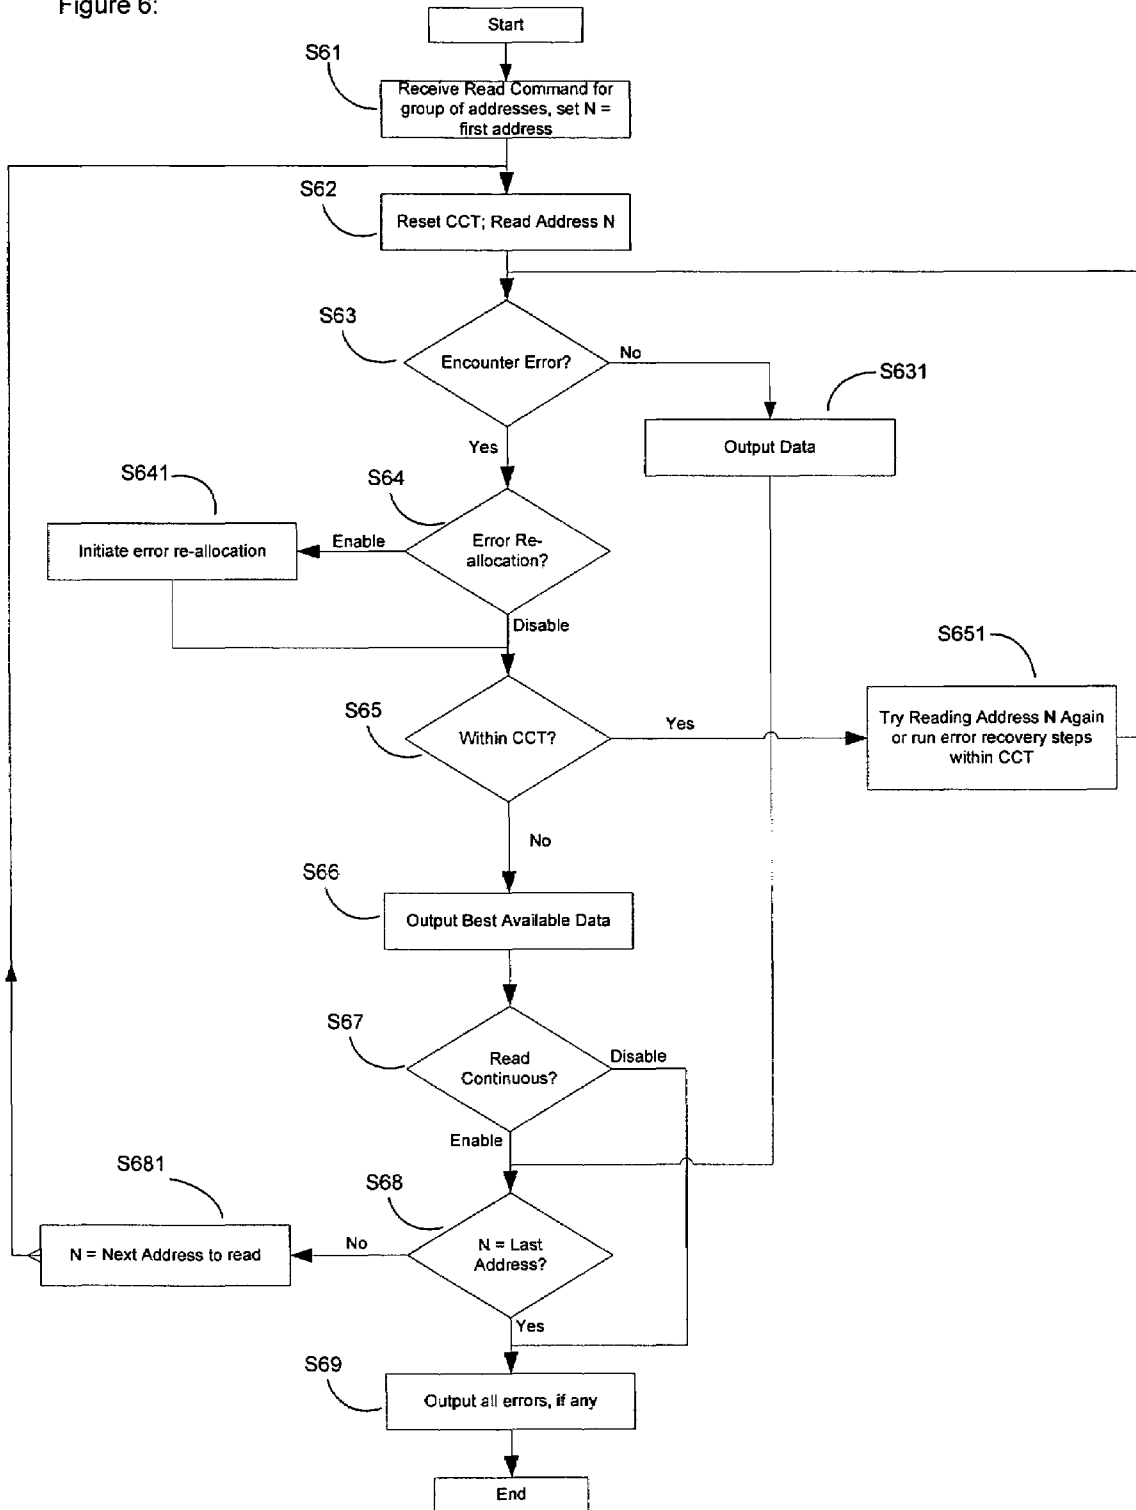 Figure 6:
Start
S61
Receive Read Command for
group of addresses, set N =
first address
S62
Reset CCT; Read Address N
S63
Encounter Error?
No
S631
Output Data
Yes
S641
S64
Initiate error re-allocation
Enable
Error Re-
allocation?
Disable
S651
S65
Within CCT?
Yes
Try Reading Address N Again
or run error recovery steps
within CCT
No
S66
Output Best Available Data
S67
Read
Continuous?
Disable
Enable
S681
S68
N = Next Address to read
No
N = Last
Address?
Yes
S69
Output all errors, if any
End